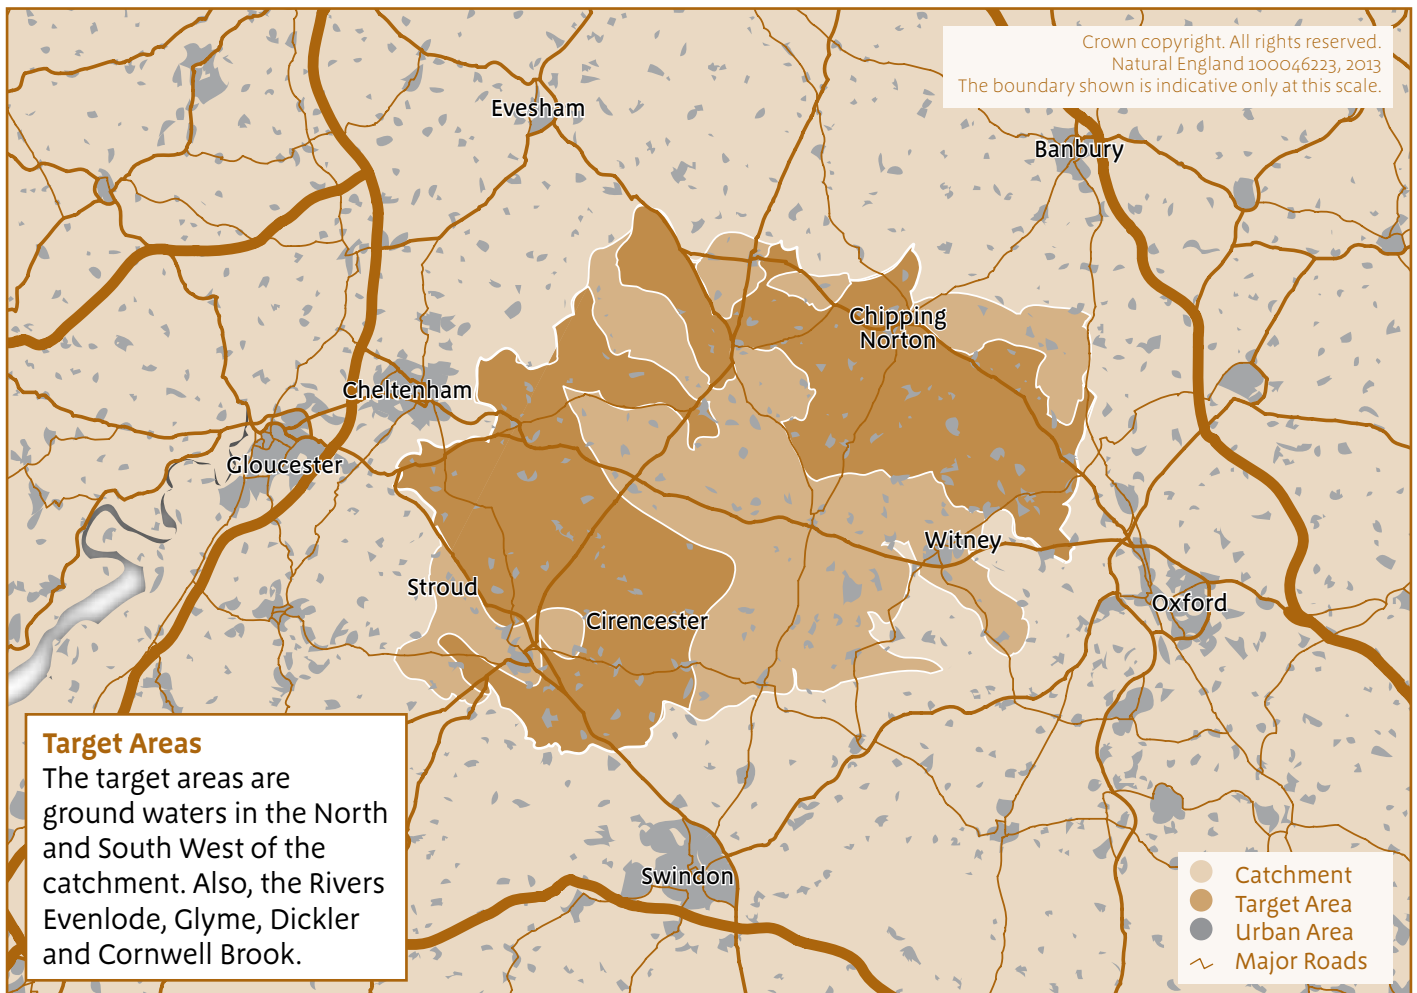 Crown copyright. All rights reserved.
Natural England 100046223, 2013
The boundary shown is indicative only at this scale.
Evesham
Banbury
Chipping
Norton
Cheltenham
Gloucester
Witney
Stroud
Oxford
Cirencester
Swindon
Target Areas
The target areas are
ground waters in the North
and South West of the
catchment. Also, the Rivers
Evenlode, Glyme, Dickler
and Cornwell Brook.
Catchment
Target Area
Urban Area
Major Roads